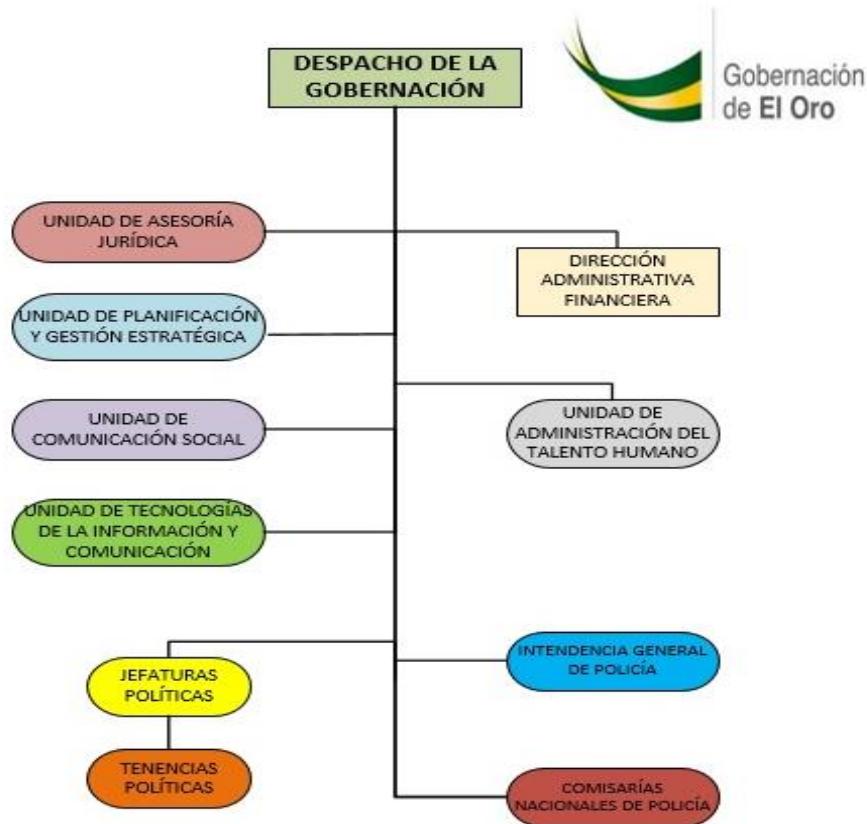 DESPACHO DE LA
GOBERNACIÓN
Gobernación
de El Oro
UNIDAD DE ASESORÍA
JURÍDICA
DIRECCIÓN
ADMINISTRATIVA
FINANCIERA
UNIDAD DE PLANIFICACIÓN
Y GESTIÓN ESTRATÉGICA
UNIDAD DE
COMUNICACIÓN SOCIAL
UNIDAD DE
ADMINISTRACIÓN DEL
TALENTO HUMANO
UNIDAD DE TECNOLOGÍAS
DE LA INFORMACIÓN Y
COMUNICACIÓN
JEFATURAS
POLÍTICAS
INTENDENCIA GENERAL
DE POLICÍA
TENENCIAS
POLÍTICAS
COMISARÍAS
NACIONALES DE POLICÍA